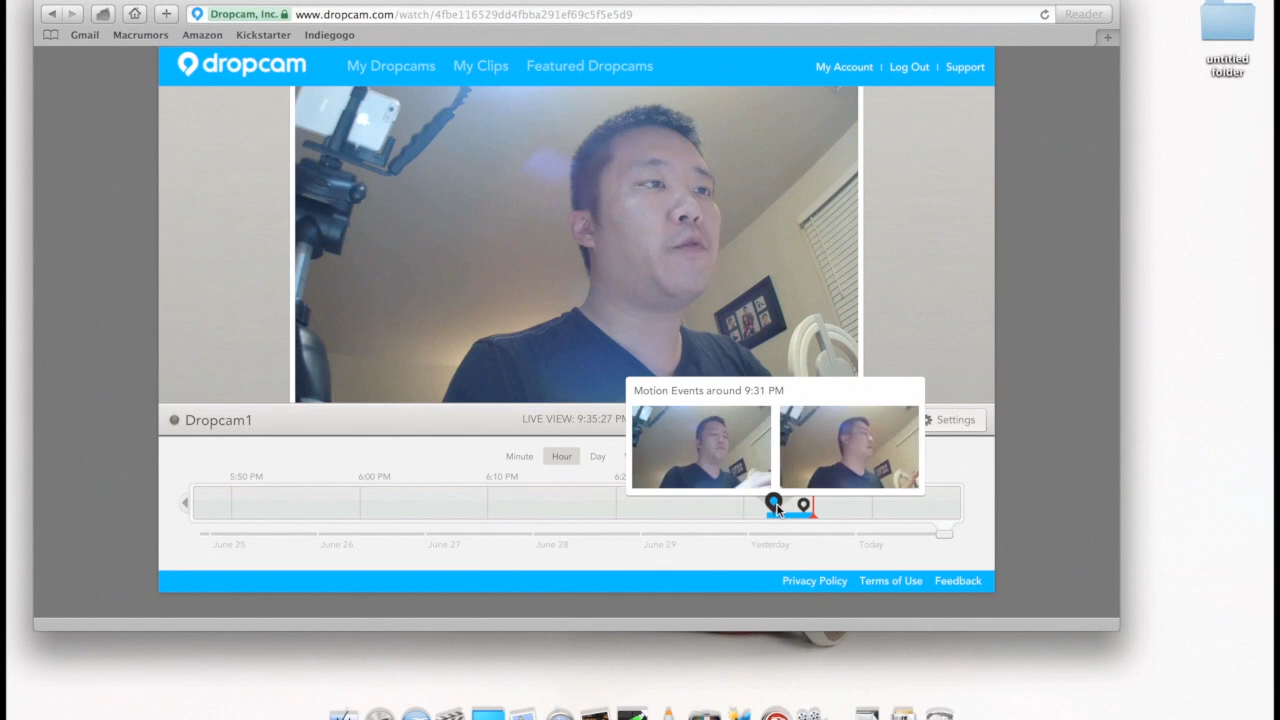 Dropcam, Inc. www.dropcam.com/watch/4fbe116529dd4fbba291ef69c5f5e5d9 Reader
Gmail Macrumors Amazon Kickstarter Indiegogo
untitled
folder
dropcam My Dropcams My Clips Featured Dropcams My Account | Log Out | Support
Motion Events around 9:31 PM
Dropcam1 LIVE VIEW: 9:35:27 PM Settings
Minute Hour Day
5:50 PM 6:00 PM 6:10 PM
June 25 June 26 June 27 June 28 June 29 Yesterday Today
Privacy Policy Terms of Use Feedback